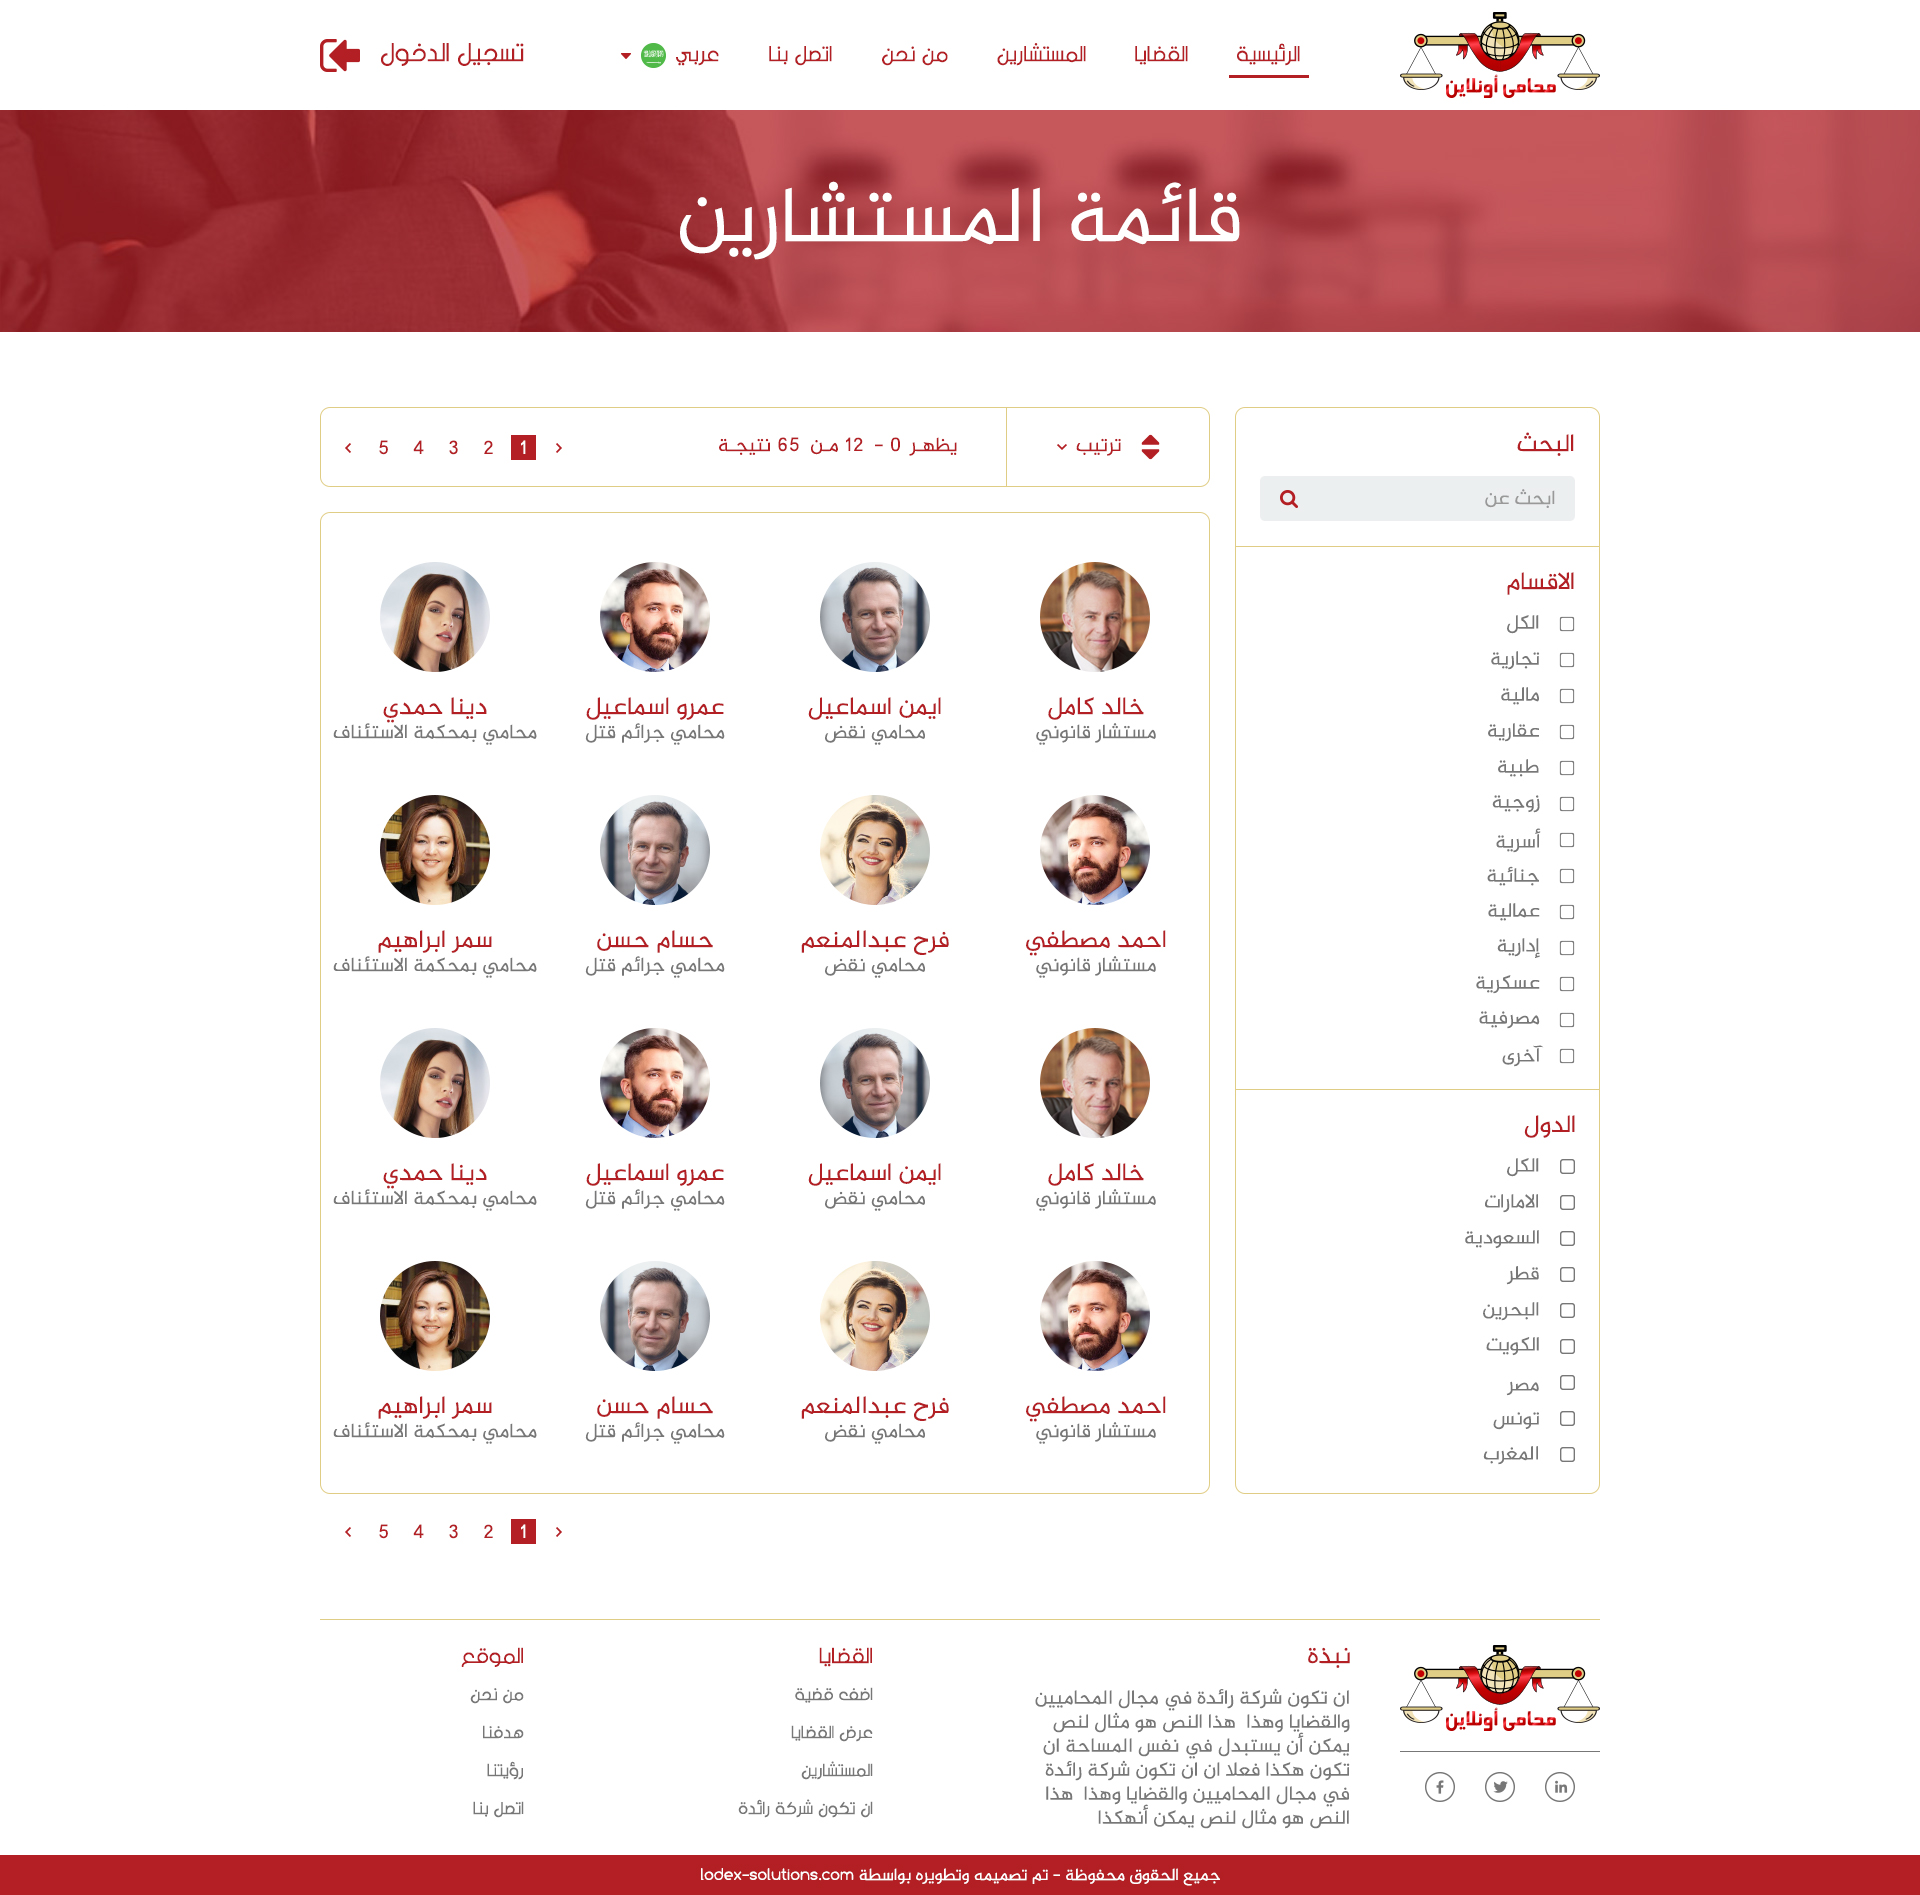 محامى أونلاين
الرئيسية
القضايا
المستشارين
من نحن
اتصل بنا
عربي
تسجيل الدخول
قائمة المستشارين
البحث
ابحث عن
الاقسام
الكل
تجارية
مالية
عقارية
طبية
زوجية
أسرية
جنائية
عمالية
إدارية
عسكرية
مصرفية
آخرى
الدول
الكل
الامارات
السعودية
قطر
البحرين
الكويت
مصر
تونس
المغرب
ترتيب
يظهر 0 - 12 من 65 نتيجة
1 2 3 4 5
خالد كامل
مستشار قانوني
ايمن اسماعيل
محامي نقض
عمرو اسماعيل
محامي جرائم قتل
دينا حمدي
محامي بمحكمة الاستئناف
احمد مصطفي
مستشار قانوني
فرح عبدالمنعم
محامي نقض
حسام حسن
محامي جرائم قتل
سمر ابراهيم
محامي بمحكمة الاستئناف
خالد كامل
مستشار قانوني
ايمن اسماعيل
محامي نقض
عمرو اسماعيل
محامي جرائم قتل
دينا حمدي
محامي بمحكمة الاستئناف
احمد مصطفي
مستشار قانوني
فرح عبدالمنعم
محامي نقض
حسام حسن
محامي جرائم قتل
سمر ابراهيم
محامي بمحكمة الاستئناف
1 2 3 4 5
محامى أونلاين
نبذة
ان تكون شركة رائدة في مجال المحاميين
والقضايا وهذا هذا النص هو مثال لنص
يمكن أن يستبدل في نفس المساحة ان
تكون هكذا فعلا ان ان تكون شركة رائدة
في مجال المحاميين والقضايا وهذا هذا
النص هو مثال لنص يمكن أنهكذا
القضايا
اضف قضية
عرض القضايا
المستشارين
ان تكون شركة رائدة
الموقع
من نحن
هدفنا
رؤيتنا
اتصل بنا
جميع الحقوق محفوظة - تم تصميمه وتطويره بواسطة lodex-solutions.com